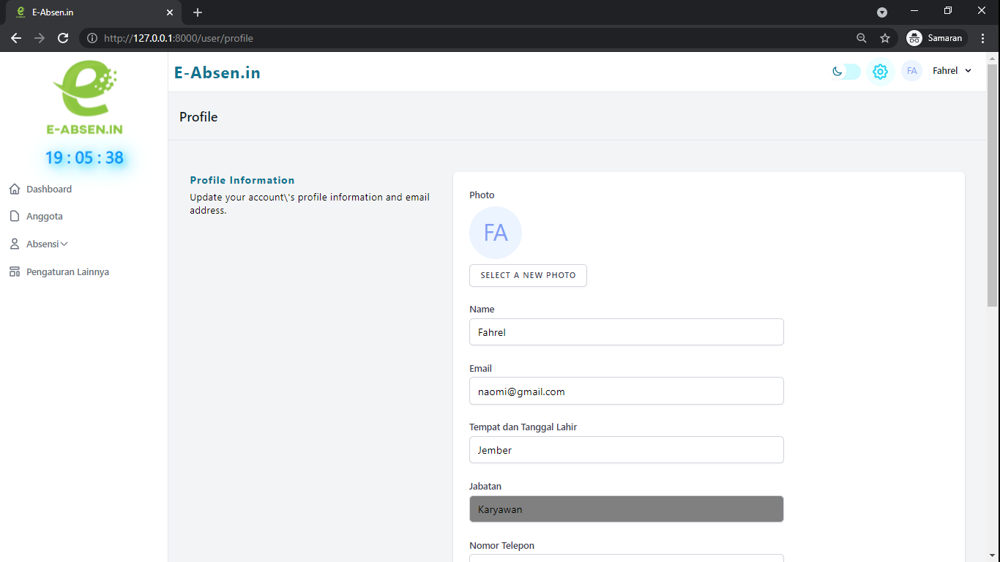 E-Absen.in
http://127.0.0.1:8000/user/profile
Samaran
E-ABSEN.IN
19 : 05 : 38
Dashboard
Anggota
Absensi
Pengaturan Lainnya
E-Absen.in
FA
Fahrel
Profile
Profile Information
Update your account\'s profile information and email
address.
Photo
FA
SELECT A NEW PHOTO
Name
Fahrel
Email
naomi@gmail.com
Tempat dan Tanggal Lahir
Jember
Jabatan
Karyawan
Nomor Telepon